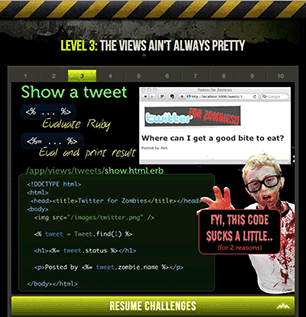 LEVEL 3: THE VIEWS AIN'T ALWAYS PRETTY
1 2 3 4 5 6 7 8 9 10
Show a tweet
<% ... %>
Evaluate Ruby
<%= ... %>
Eval and print result
Twitter for Zombies
twitter FOR ZOMBIES!!
Where can I get a good bite to eat?
Posted by Ash
/app/views/tweets/show.html.erb
<!DOCTYPE html>
<html>
<head><title>Twitter for Zombies</title></head>
<body>
<img src="/images/twitter.png" />
<% tweet = Tweet.find(1) %>
<h1><%= tweet.status %></h1>
<p>Posted by <%= tweet.zombie.name %></p>
</body></html>
FYI, THIS CODE
SUCKS A LITTLE..
(for 2 reasons)
RESUME CHALLENGES